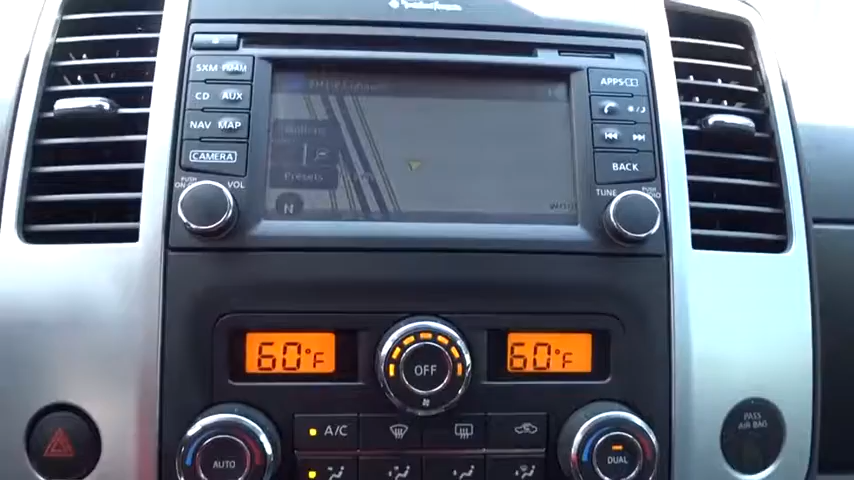 SXM FM·AM
CD AUX
NAV MAP
CAMERA
PUSH
ON·OFF
VOL
Presets
N
APPS
BACK
TUNE
PUSH
60°F
60°F
OFF
A/C
AUTO
DUAL
PASS
AIR BAG